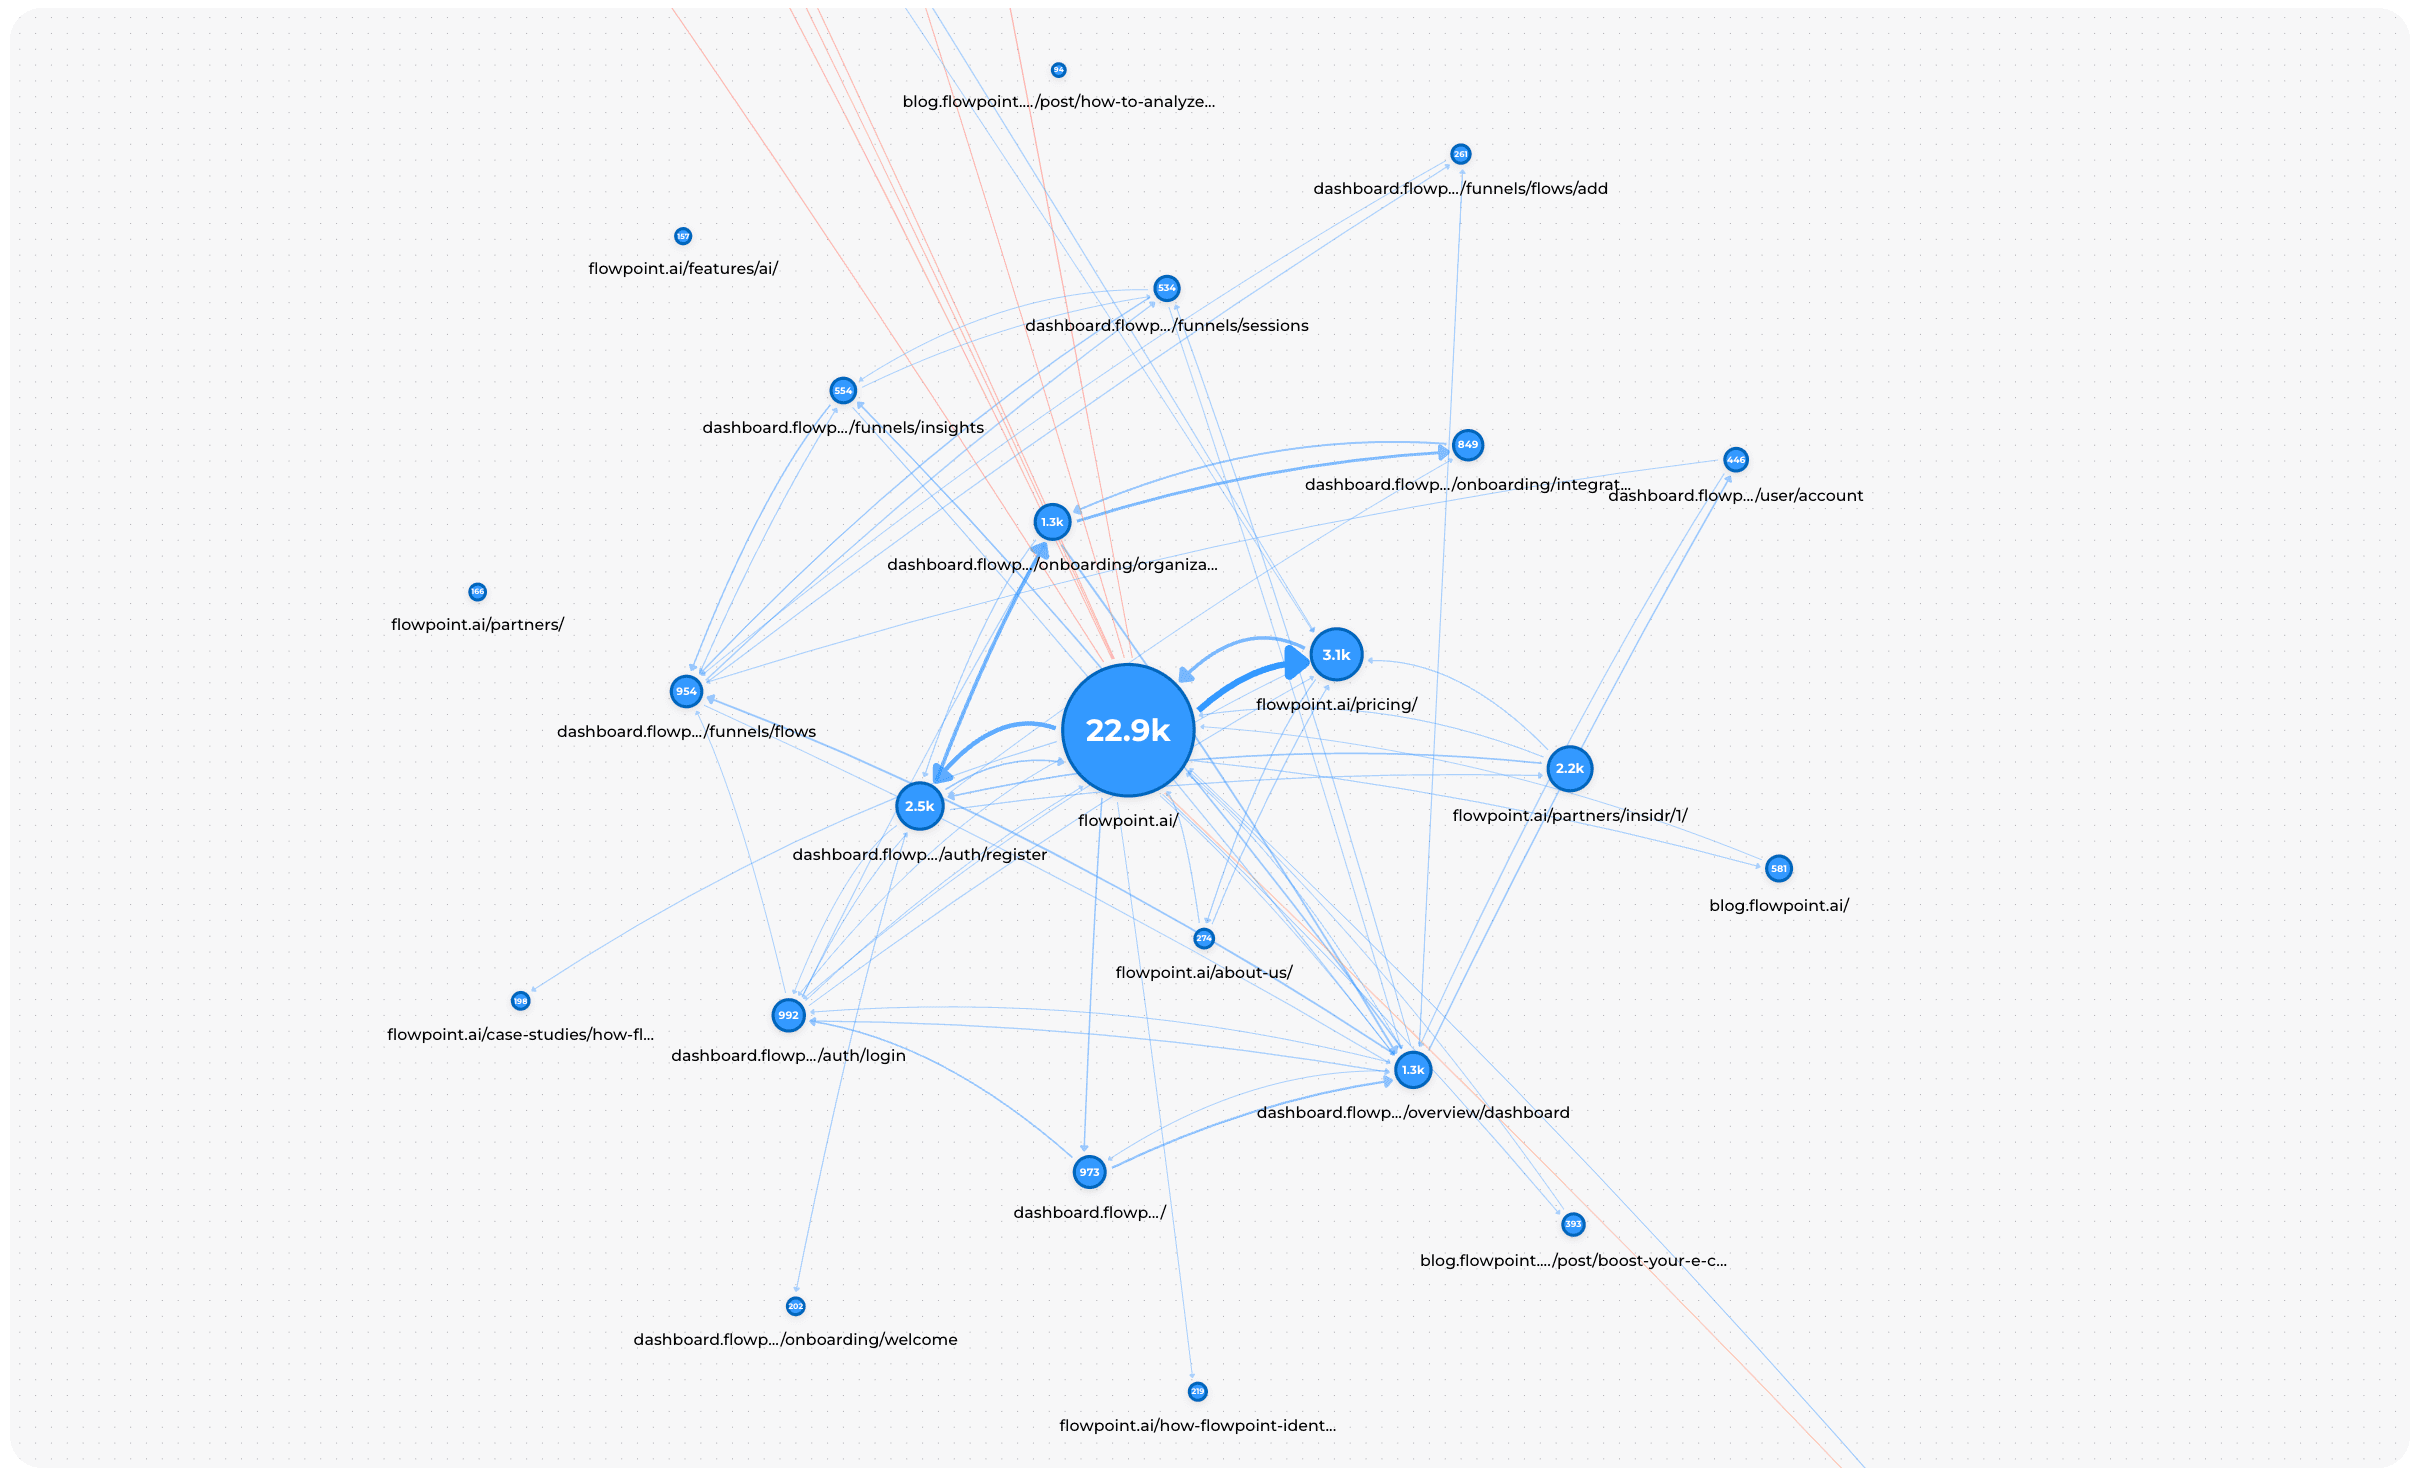 94
blog.flowpoint..../post/how-to-analyze...
261
dashboard.flowp.../funnels/flows/add
157
flowpoint.ai/features/ai/
534
dashboard.flowp.../funnels/sessions
554
dashboard.flowp.../funnels/insights
849
dashboard.flowp.../onboarding/integrat...
446
dashboard.flowp.../user/account
1.3k
dashboard.flowp.../onboarding/organiza...
166
flowpoint.ai/partners/
3.1k
flowpoint.ai/pricing/
954
dashboard.flowp.../funnels/flows
22.9k
flowpoint.ai/
2.2k
flowpoint.ai/partners/insidr/1/
2.5k
dashboard.flowp.../auth/register
581
blog.flowpoint.ai/
274
flowpoint.ai/about-us/
198
flowpoint.ai/case-studies/how-fl...
992
dashboard.flowp.../auth/login
1.3k
dashboard.flowp.../overview/dashboard
973
dashboard.flowp.../
393
blog.flowpoint..../post/boost-your-e-c...
202
dashboard.flowp.../onboarding/welcome
219
flowpoint.ai/how-flowpoint-ident...